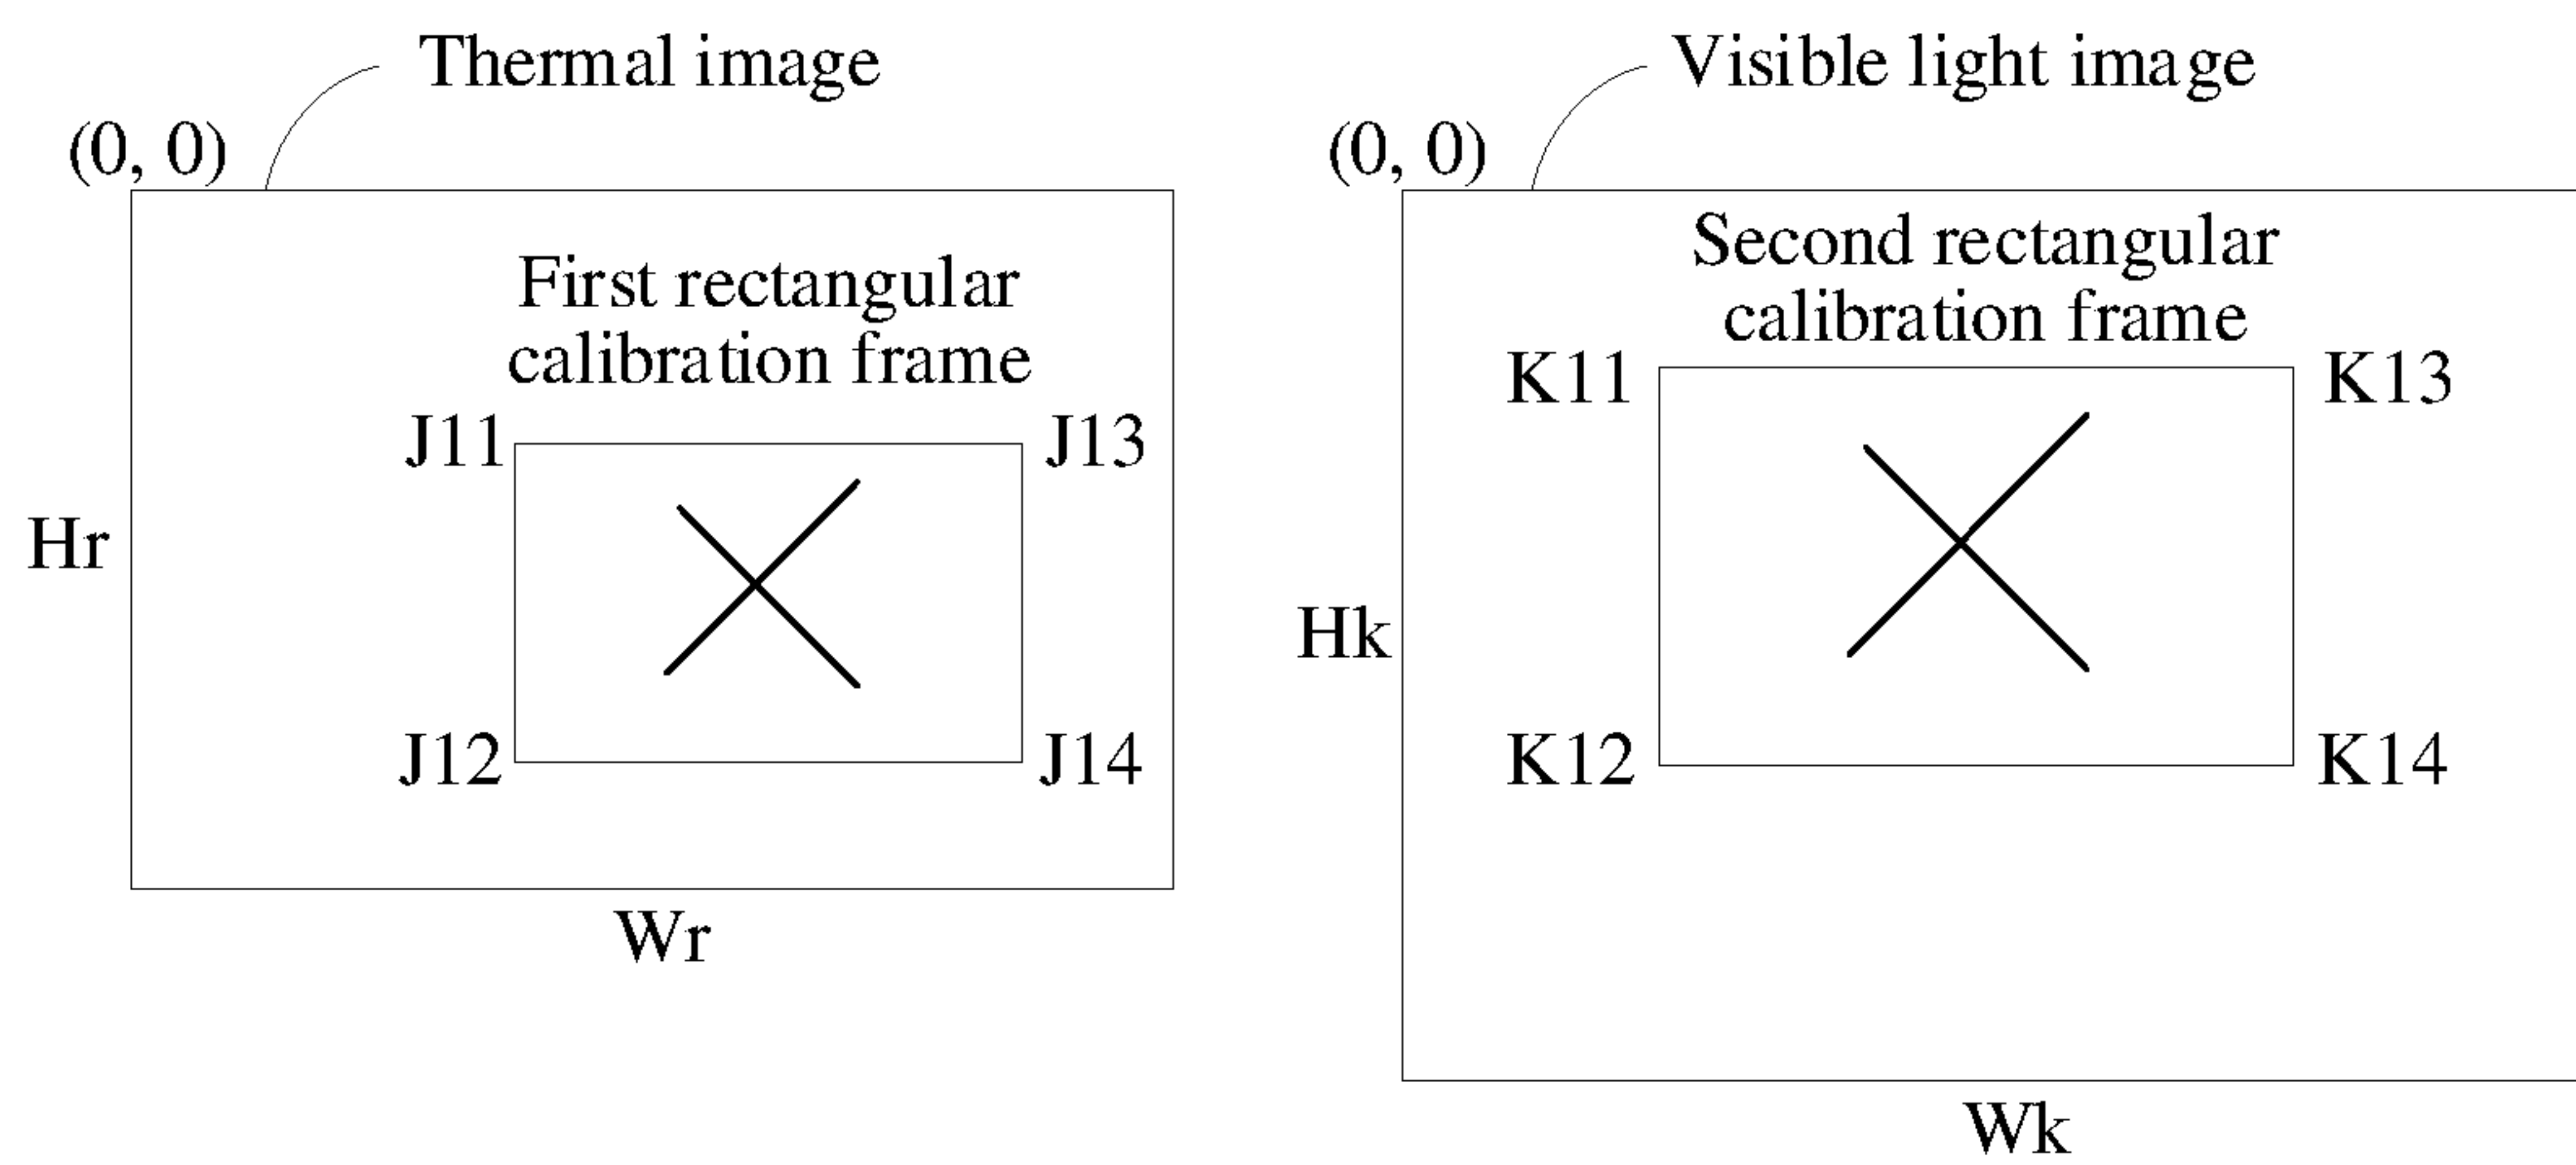 Thermal image
(0, 0)
First rectangular
calibration frame
J11
J13
Hr
J12
J14
Wr
Visible light image
(0, 0)
Second rectangular
calibration frame
K11
K13
Hk
K12
K14
Wk